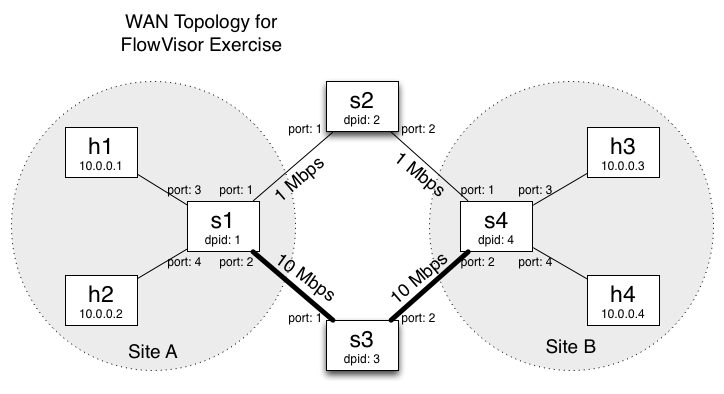 WAN Topology for
FlowVisor Exercise
s2
dpid: 2
port: 1
port: 2
h1
10.0.0.1
h3
10.0.0.3
1 Mbps
1 Mbps
port: 3
port: 1
port: 1
port: 3
s1
dpid: 1
s4
dpid: 4
port: 4
port: 2
port: 2
port: 4
10 Mbps
10 Mbps
h2
10.0.0.2
h4
10.0.0.4
port: 1
port: 2
s3
dpid: 3
Site A
Site B